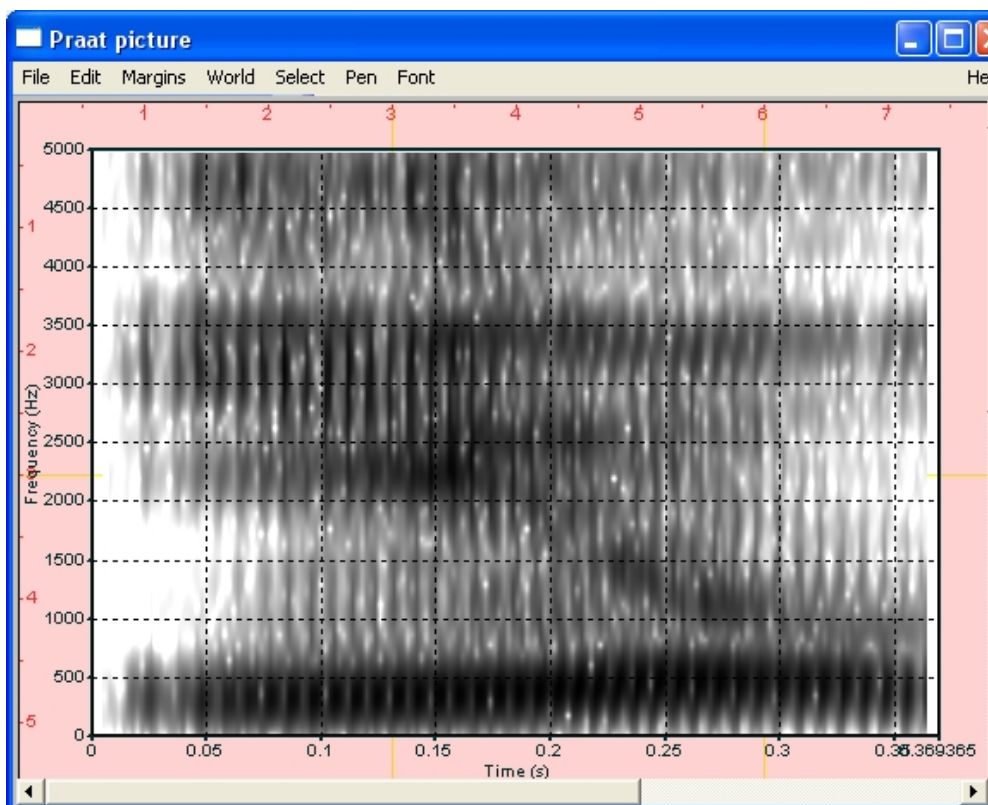 Praat picture
File Edit Margins World Select Pen Font He
1 2 3 4 5 6 7
5000
4500
1
4000
3500
2
3000
2500
2000
1500
4
1000
500
5
0
Frequency (Hz)
0 0.05 0.1 0.15 0.2 0.25 0.3
Time (s)